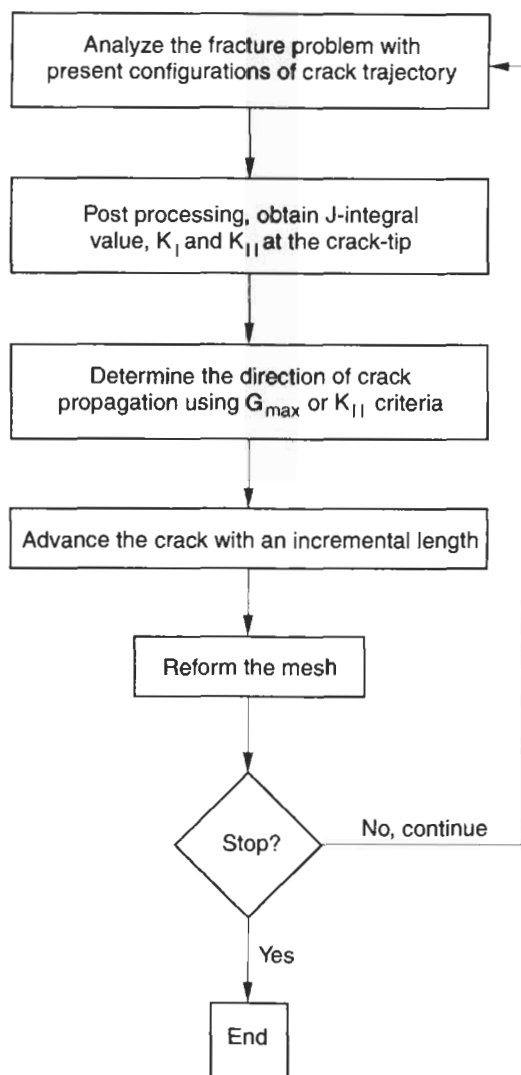 Analyze the fracture problem with
present configurations of crack trajectory
Post processing, obtain J-integral
value, K_I and K_II at the crack-tip
Determine the direction of crack
propagation using G_max or K_II criteria
Advance the crack with an incremental length
Reform the mesh
Stop?
No, continue
Yes
End